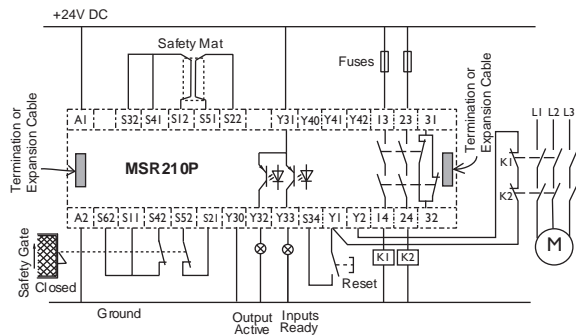 +24V DC
Safety Mat
Fuses
A1 S32 S41 S12 S51 S22 Y31 Y40 Y41 Y42 13 23 31
L1 L2 L3
Termination or
Expansion Cable
MSR210P
Termination or
Expansion Cable
K1
K2
A2 S62 S11 S42 S52 S21 Y30 Y32 Y33 S34 Y1 Y2 14 24 32
Safety Gate
Closed
K1 K2
M
Reset
Ground
Output
Active
Inputs
Ready